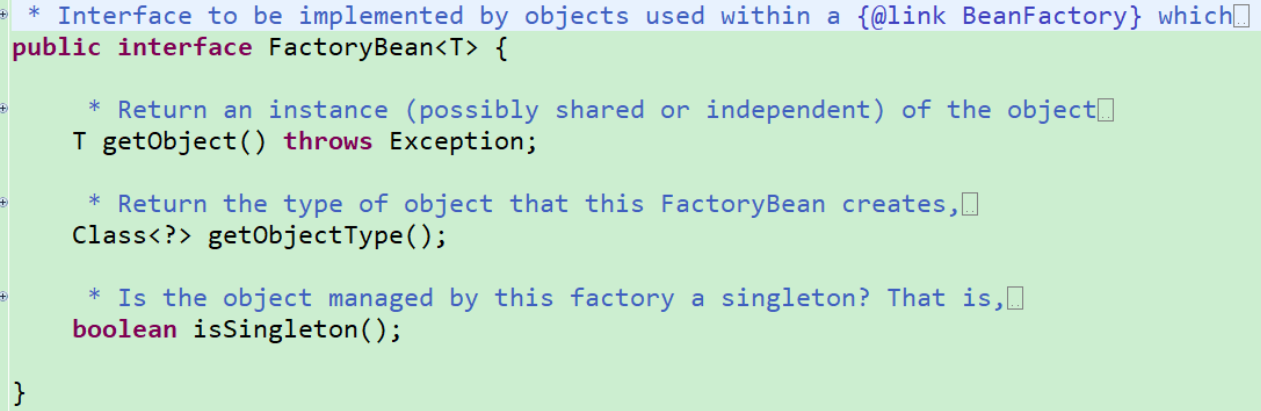 * Interface to be implemented by objects used within a {@link BeanFactory} which
public interface FactoryBean<T> {
* Return an instance (possibly shared or independent) of the object
T getObject() throws Exception;
* Return the type of object that this FactoryBean creates,
Class<?> getObjectType();
* Is the object managed by this factory a singleton? That is,
boolean isSingleton();
}